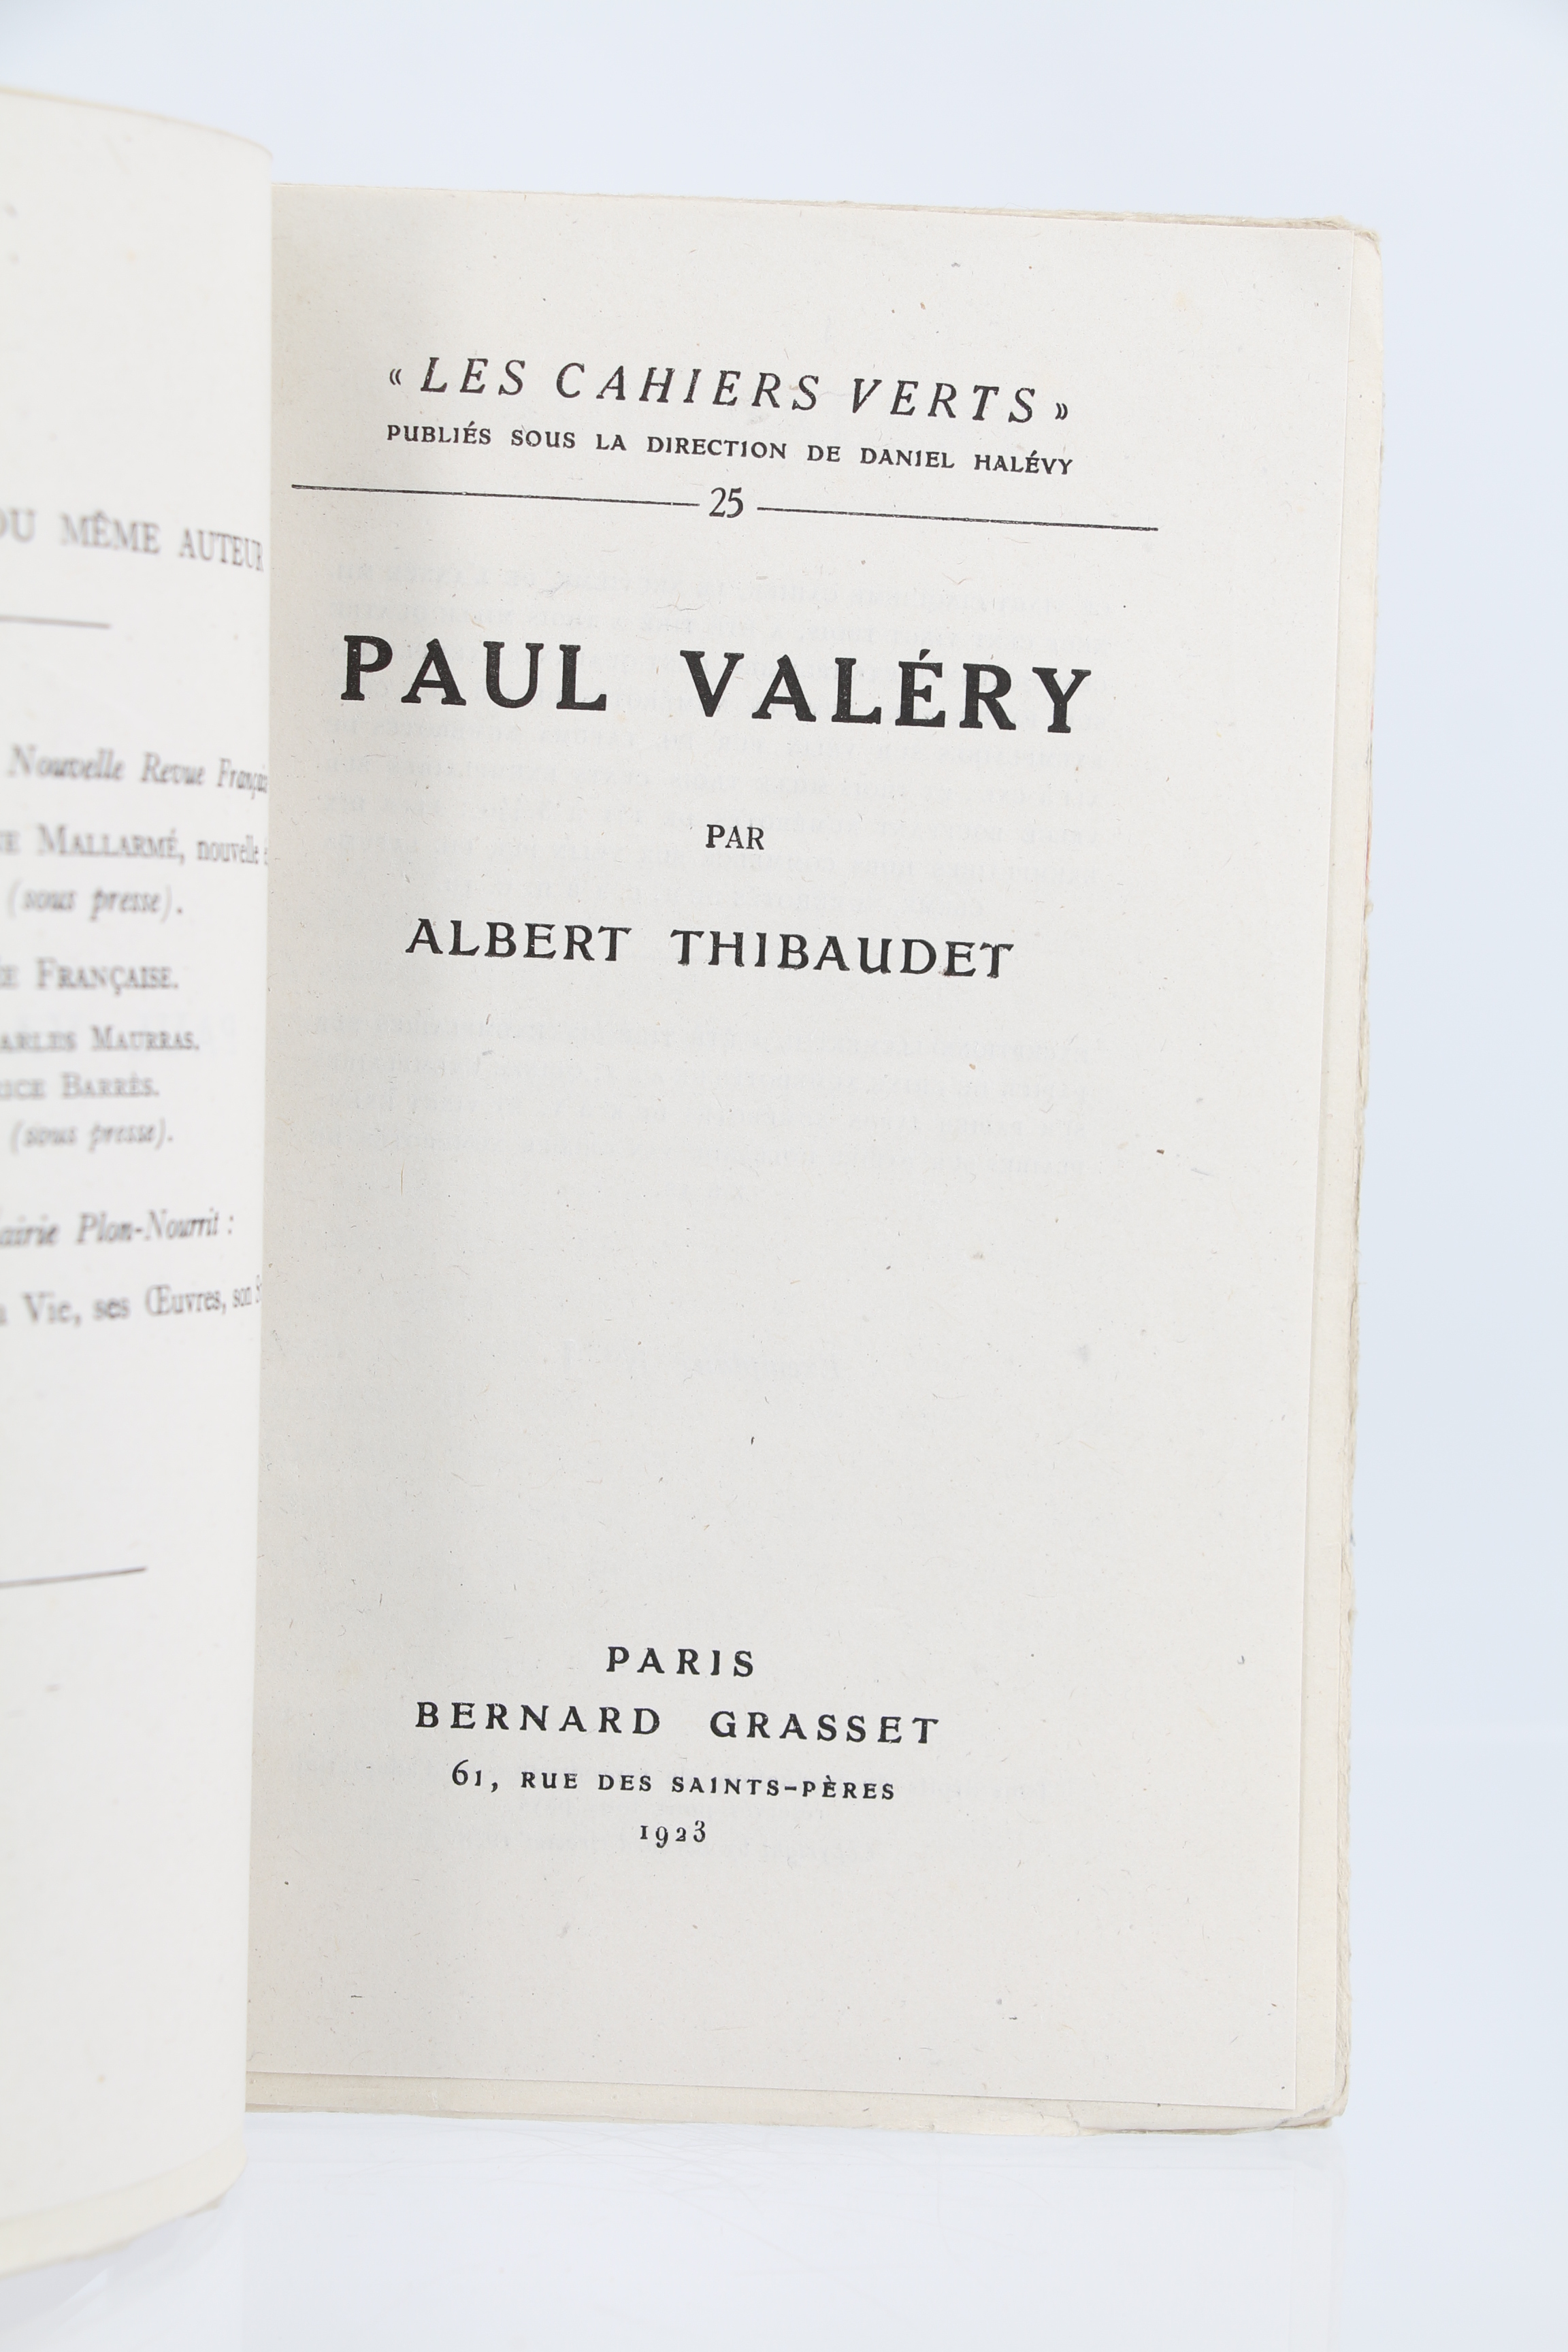 DU MÊME AUTEUR
Nouvelle Revue
MALLARMÉ, nouvelle
(sous presse).
FRANÇAISE.
MAURRAS.
BARRÈS.
(sous presse).
Plon-Nourrit :
Vie, ses Œuvres, son
« LES CAHIERS VERTS »
PUBLIÉS SOUS LA DIRECTION DE DANIEL HALÉVY
25
PAUL VALÉRY
PAR
ALBERT THIBAUDET
PARIS
BERNARD GRASSET
61, RUE DES SAINTS-PÈRES
1923